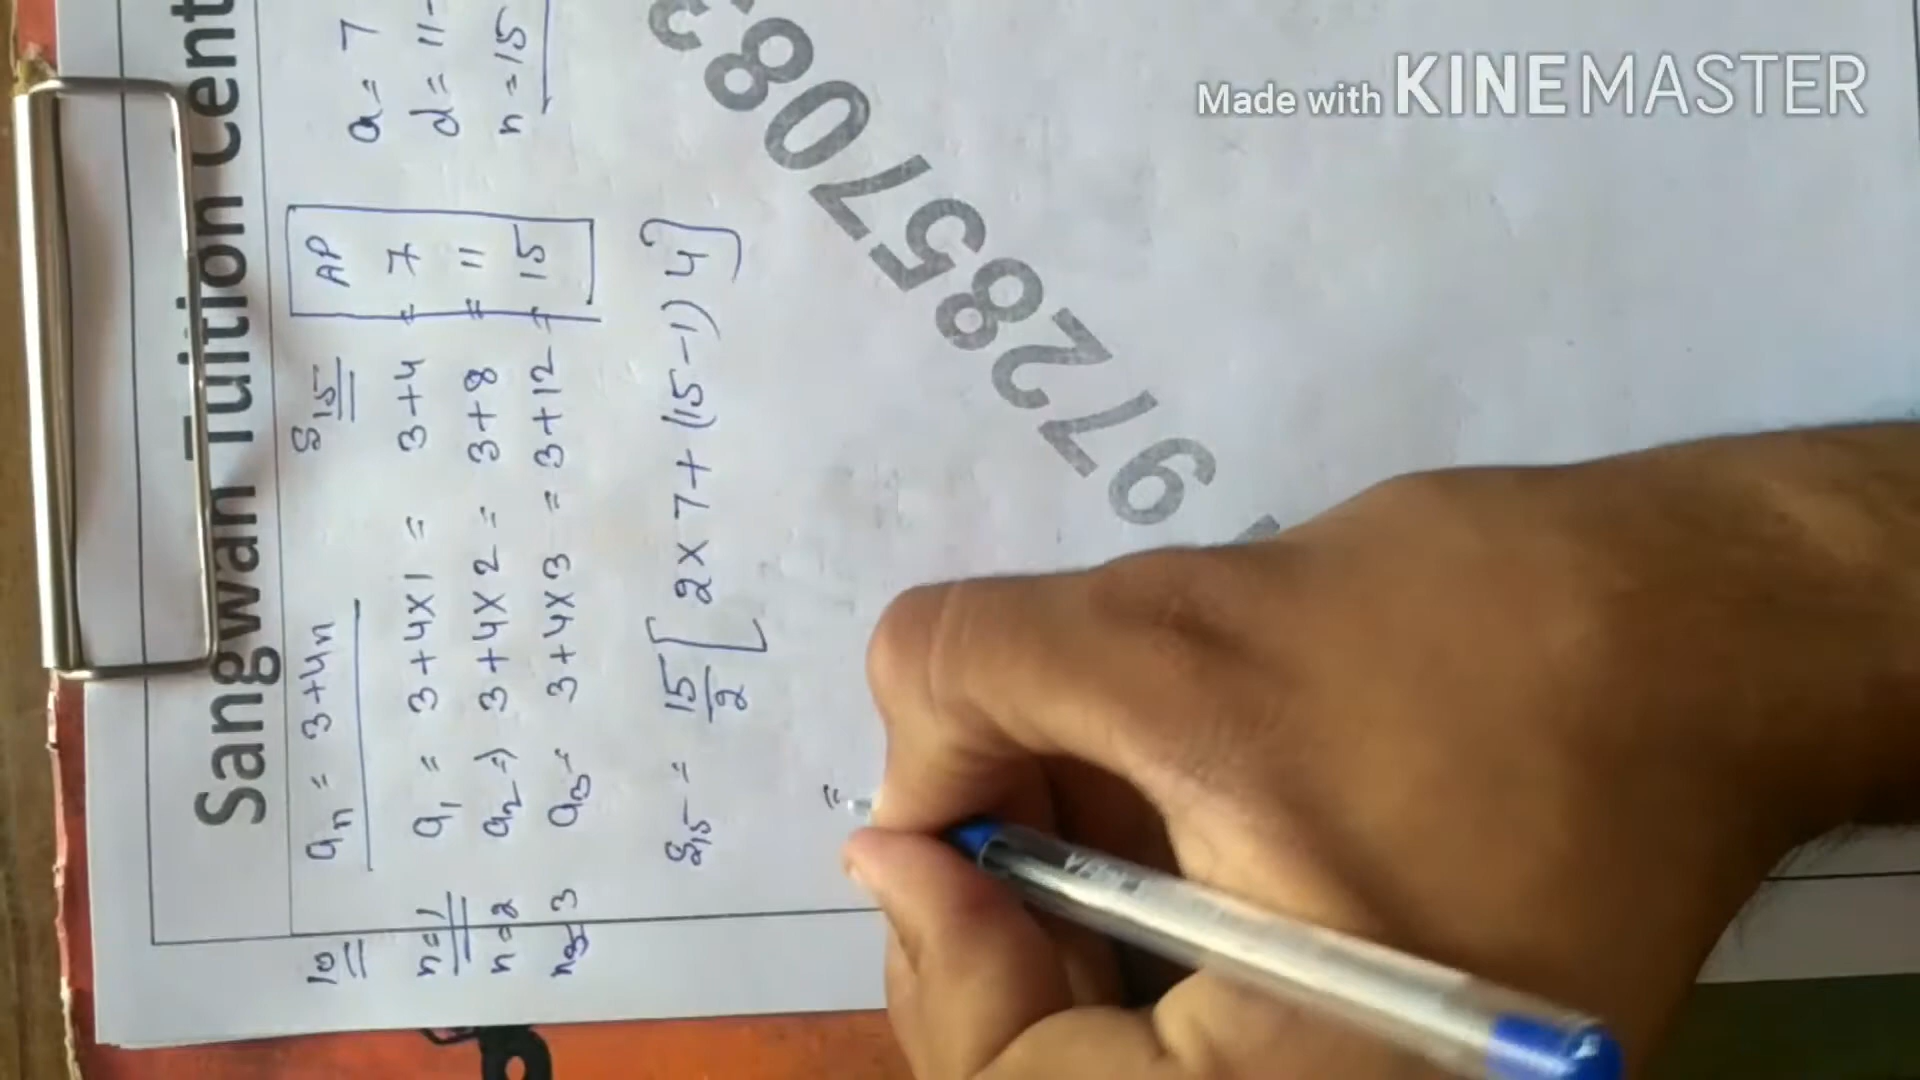 Made with KINEMASTER
Sangwan Tuition Cent
10 aₙ = 3+4n S₁₅ AP a = 7
n=1 a₁ = 3+4×1 = 3+4 = 7 d = 11-
n=2 a₂ ⇒ 3+4×2 = 3+8 = 11 n = 15
n=3 a₃ = 3+4×3 = 3+12 = 15
S₁₅ = 15/2 [ 2×7+(15-1) 4 ]
=
972857083